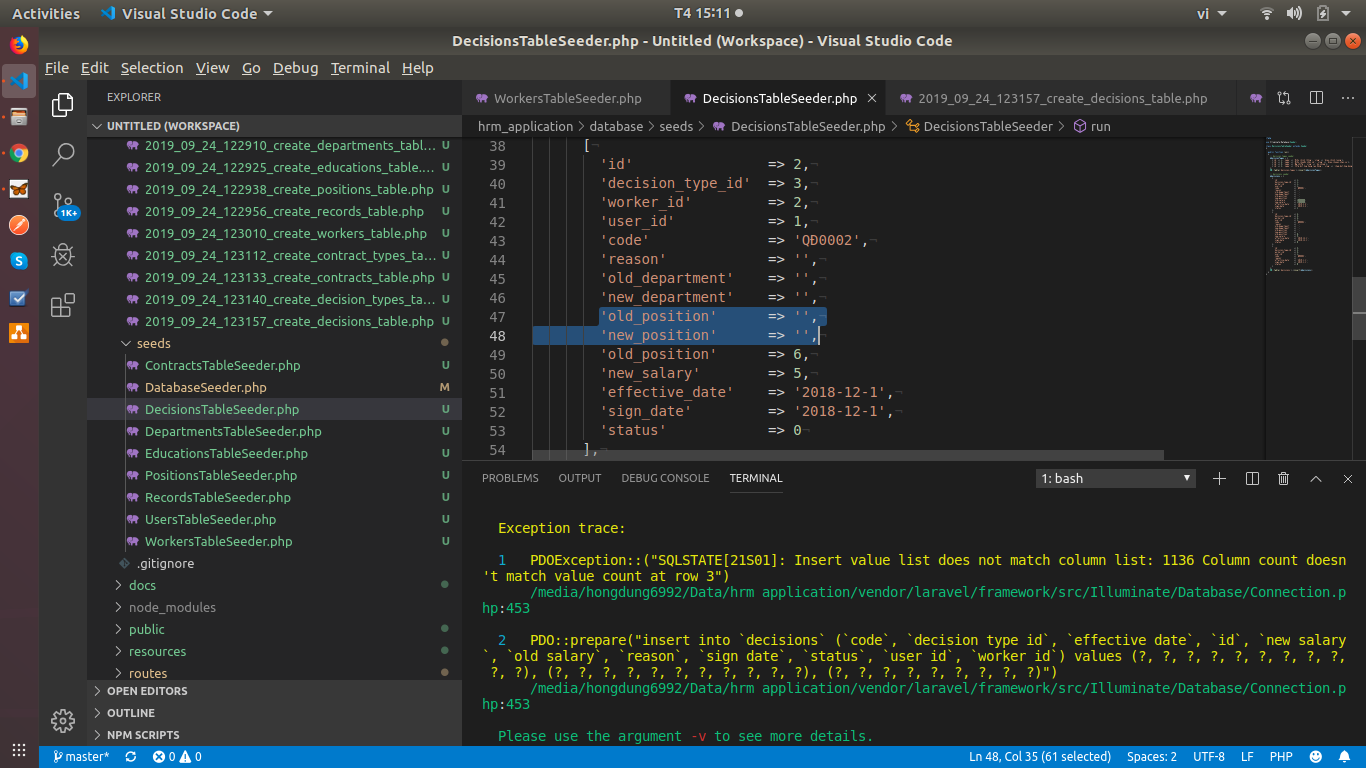 Activities Visual Studio Code T4 15:11 vi
DecisionsTableSeeder.php - Untitled (Workspace) - Visual Studio Code
File Edit Selection View Go Debug Terminal Help
EXPLORER
UNTITLED (WORKSPACE)
2019_09_24_122910_create_departments_tabl... U
2019_09_24_122925_create_educations_table.... U
2019_09_24_122938_create_positions_table.php U
2019_09_24_122956_create_records_table.php U
2019_09_24_123010_create_workers_table.php U
2019_09_24_123112_create_contract_types_ta... U
2019_09_24_123133_create_contracts_table.php U
2019_09_24_123140_create_decision_types_ta... U
2019_09_24_123157_create_decisions_table.php U
seeds
ContractsTableSeeder.php U
DatabaseSeeder.php M
DecisionsTableSeeder.php U
DepartmentsTableSeeder.php U
EducationsTableSeeder.php U
PositionsTableSeeder.php U
RecordsTableSeeder.php U
UsersTableSeeder.php U
WorkersTableSeeder.php U
.gitignore
docs
node_modules
public
resources
routes
OPEN EDITORS
OUTLINE
NPM SCRIPTS
1K+
WorkersTableSeeder.php DecisionsTableSeeder.php 2019_09_24_123157_create_decisions_table.php
hrm_application > database > seeds > DecisionsTableSeeder.php > DecisionsTableSeeder > run
38 [
39 'id' => 2,
40 'decision_type_id' => 3,
41 'worker_id' => 2,
42 'user_id' => 1,
43 'code' => 'QĐ0002',
44 'reason' => '',
45 'old_department' => '',
46 'new_department' => '',
47 'old_position' => '',
48 'new_position' => '',
49 'old_position' => 6,
50 'new_salary' => 5,
51 'effective_date' => '2018-12-1',
52 'sign_date' => '2018-12-1',
53 'status' => 0
54 ],
PROBLEMS OUTPUT DEBUG CONSOLE TERMINAL 1: bash
Exception trace:
1 PDOException::("SQLSTATE[21S01]: Insert value list does not match column list: 1136 Column count doesn
't match value count at row 3")
/media/hongdung6992/Data/hrm application/vendor/laravel/framework/src/Illuminate/Database/Connection.p
hp:453
2 PDO::prepare("insert into `decisions` (`code`, `decision type id`, `effective date`, `id`, `new salary
`, `old salary`, `reason`, `sign date`, `status`, `user id`, `worker id`) values (?, ?, ?, ?, ?, ?, ?, ?, ?,
?, ?), (?, ?, ?, ?, ?, ?, ?, ?, ?, ?, ?), (?, ?, ?, ?, ?, ?, ?, ?, ?)")
/media/hongdung6992/Data/hrm application/vendor/laravel/framework/src/Illuminate/Database/Connection.p
hp:453
Please use the argument -v to see more details.
master* 0 0 Ln 48, Col 35 (61 selected) Spaces: 2 UTF-8 LF PHP